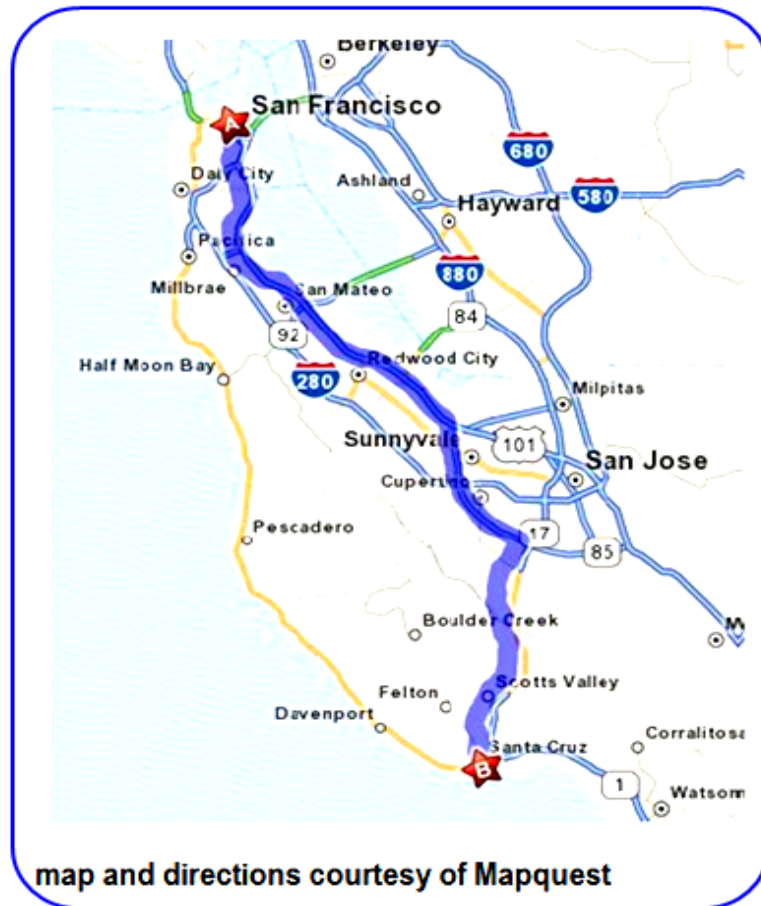 Berkeley
A
San Francisco
680
Daly City
Ashland
580
Hayward
Pacifica
880
Millbrae
San Mateo
84
92
Half Moon Bay
Redwood City
280
Milpitas
Sunnyvale
101
San Jose
Cupertino
17
Pescadero
85
Boulder Creek
M
Scotts Valley
Felton
Davenport
Santa Cruz
Corralitos
B
1
Watsonv
map and directions courtesy of Mapquest